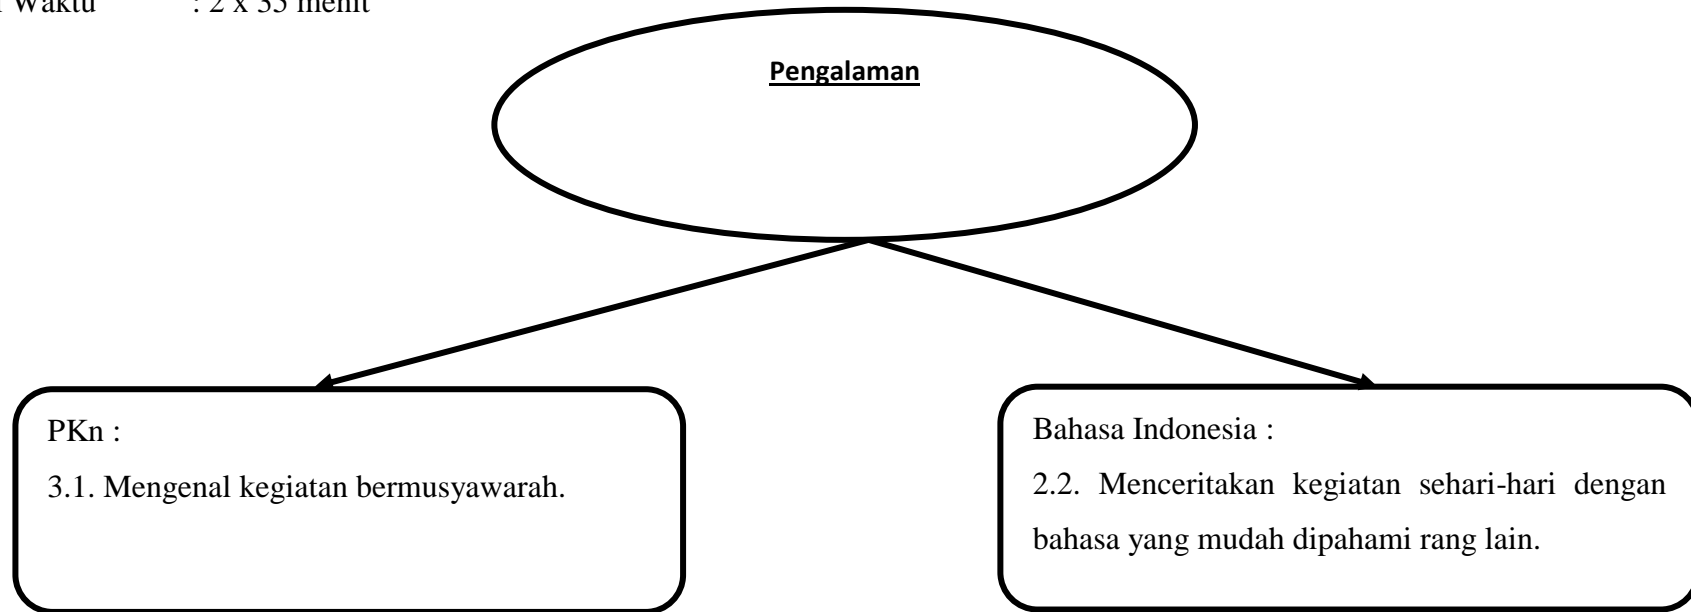 Waktu : 2 x 35 menit
Pengalaman
PKn :
3.1. Mengenal kegiatan bermusyawarah.
Bahasa Indonesia :
2.2. Menceritakan kegiatan sehari-hari dengan
bahasa yang mudah dipahami rang lain.